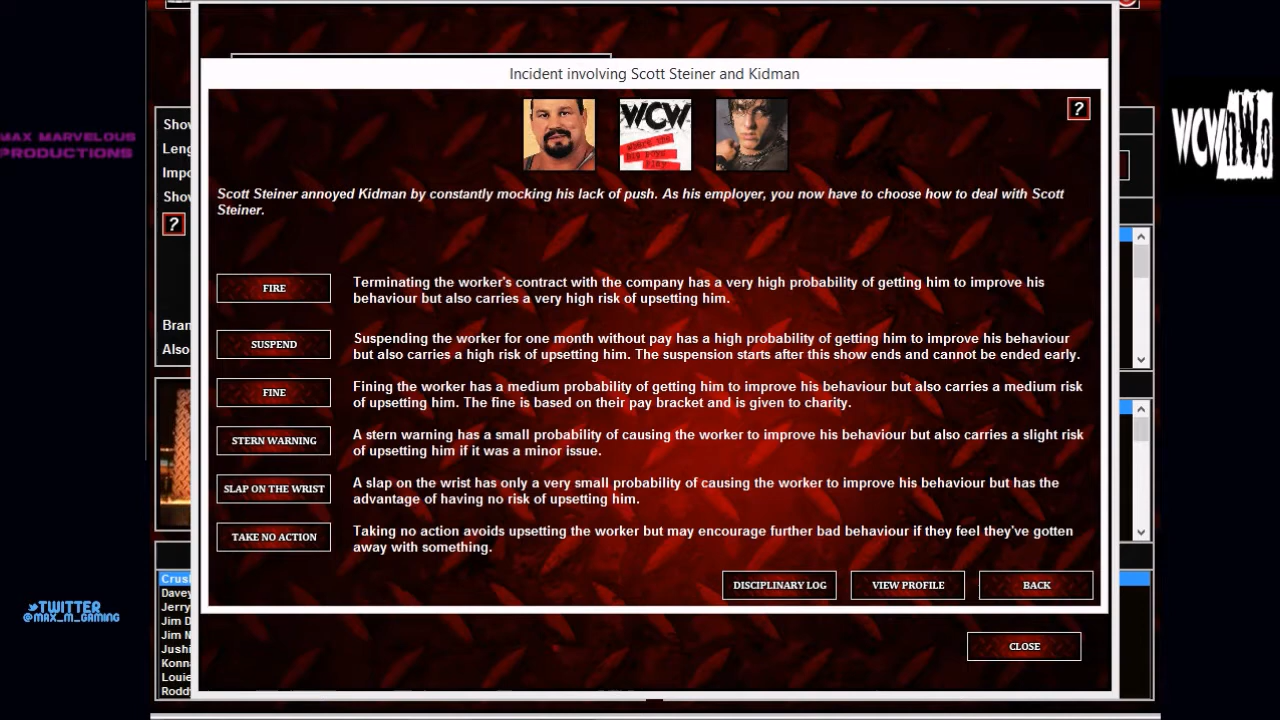 Incident involving Scott Steiner and Kidman
?
WCW
WHERE THE
BIG BOYS
PLAY
WCW
nWo
MAX MARVELOUS
PRODUCTIONS
Show
Leng
Impo
Show
?
Bran
Also
Scott Steiner annoyed Kidman by constantly mocking his lack of push. As his employer, you now have to choose how to deal with Scott
Steiner.
FIRE
Terminating the worker's contract with the company has a very high probability of getting him to improve his
behaviour but also carries a very high risk of upsetting him.
SUSPEND
Suspending the worker for one month without pay has a high probability of getting him to improve his behaviour
but also carries a high risk of upsetting him. The suspension starts after this show ends and cannot be ended early.
FINE
Fining the worker has a medium probability of getting him to improve his behaviour but also carries a medium risk
of upsetting him. The fine is based on their pay bracket and is given to charity.
STERN WARNING
A stern warning has a small probability of causing the worker to improve his behaviour but also carries a slight risk
of upsetting him if it was a minor issue.
SLAP ON THE WRIST
A slap on the wrist has only a very small probability of causing the worker to improve his behaviour but has the
advantage of having no risk of upsetting him.
TAKE NO ACTION
Taking no action avoids upsetting the worker but may encourage further bad behaviour if they feel they've gotten
away with something.
DISCIPLINARY LOG
VIEW PROFILE
BACK
CLOSE
Crush
Davey
Jerry
Jim D
Jim N
Jushi
Konn
Louie
Roddy
TWITTER
@MAX_M_GAMING